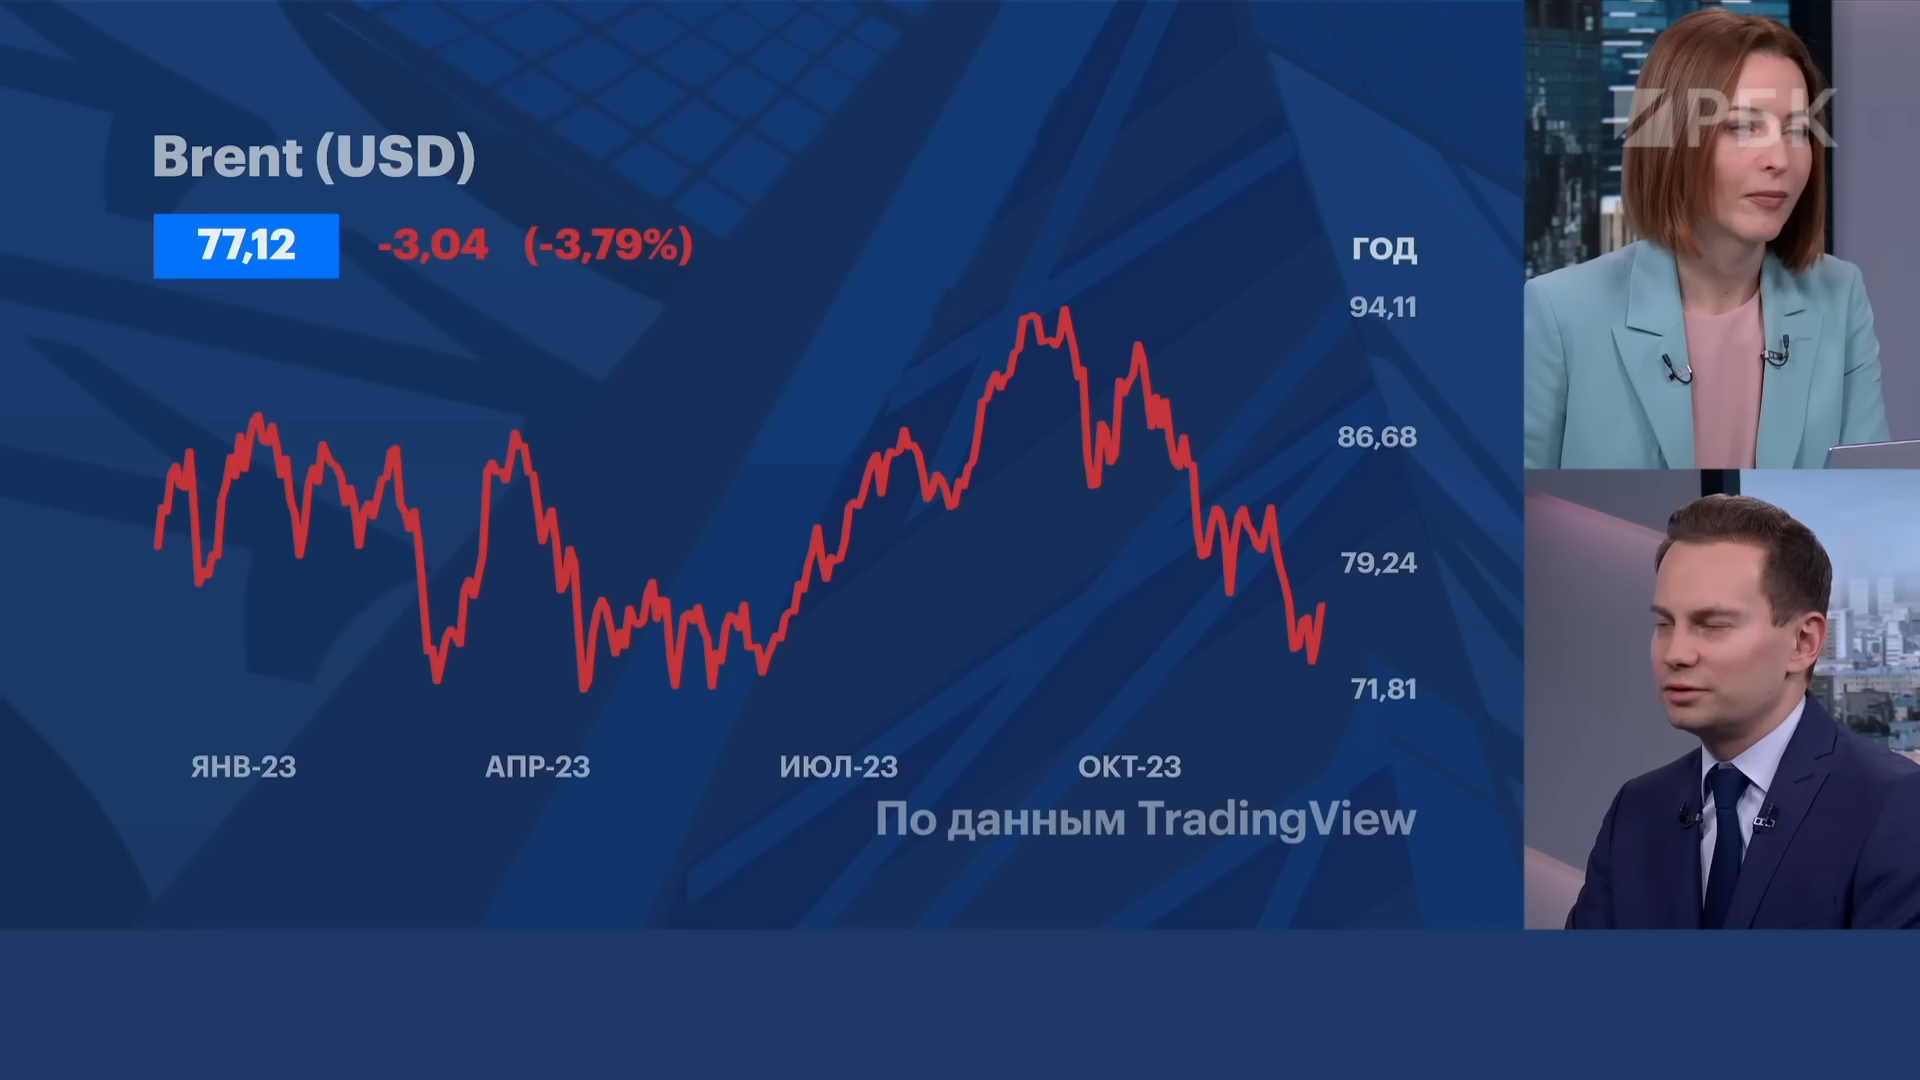 Brent (USD)
77,12 -3,04 (-3,79%)
ГОД
94,11
86,68
79,24
71,81
ЯНВ-23 АПР-23 ИЮЛ-23 ОКТ-23
По данным TradingView
РБК